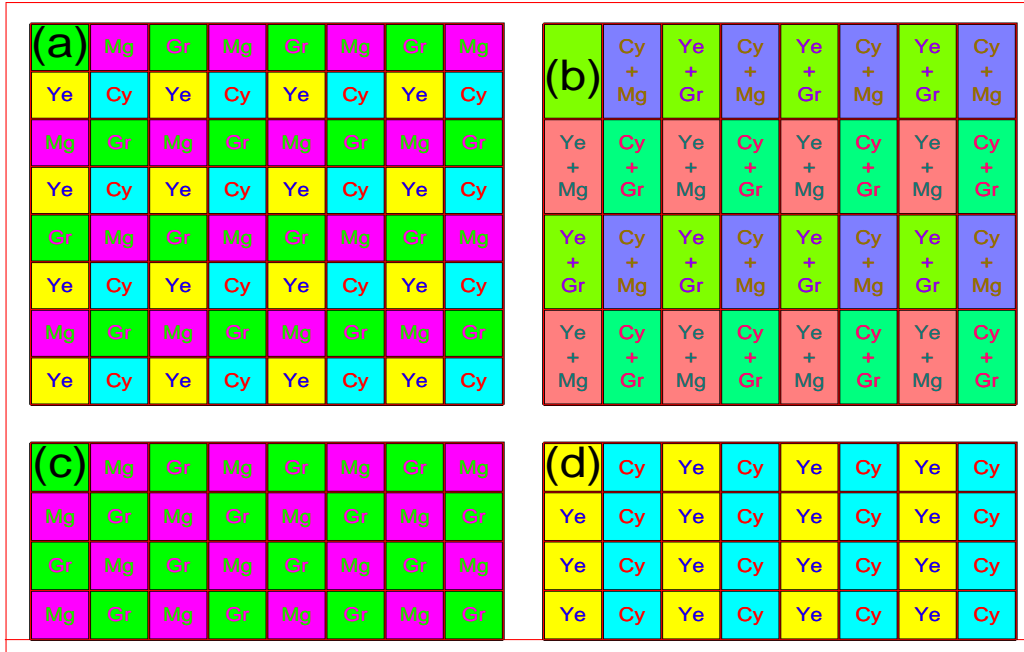 (a) Mg Gr Mg Gr Mg Gr Mg
Ye Cy Ye Cy Ye Cy Ye Cy
Mg Gr Mg Gr Mg Gr Mg Gr
Ye Cy Ye Cy Ye Cy Ye Cy
Gr Mg Gr Mg Gr Mg Gr Mg
Ye Cy Ye Cy Ye Cy Ye Cy
Mg Gr Mg Gr Mg Gr Mg Gr
Ye Cy Ye Cy Ye Cy Ye Cy
(b)
Cy Ye Cy Ye Cy Ye Cy
+ + + + + + +
Mg Gr Mg Gr Mg Gr Mg
Ye Cy Ye Cy Ye Cy Ye Cy
+ + + + + + + +
Mg Gr Mg Gr Mg Gr Mg Gr
Ye Cy Ye Cy Ye Cy Ye Cy
+ + + + + + + +
Gr Mg Gr Mg Gr Mg Gr Mg
Ye Cy Ye Cy Ye Cy Ye Cy
+ + + + + + + +
Mg Gr Mg Gr Mg Gr Mg Gr
(c) Mg Gr Mg Gr Mg Gr Mg
Mg Gr Mg Gr Mg Gr Mg Gr
Gr Mg Gr Mg Gr Mg Gr Mg
Mg Gr Mg Gr Mg Gr Mg Gr
(d) Cy Ye Cy Ye Cy Ye Cy
Ye Cy Ye Cy Ye Cy Ye Cy
Ye Cy Ye Cy Ye Cy Ye Cy
Ye Cy Ye Cy Ye Cy Ye Cy